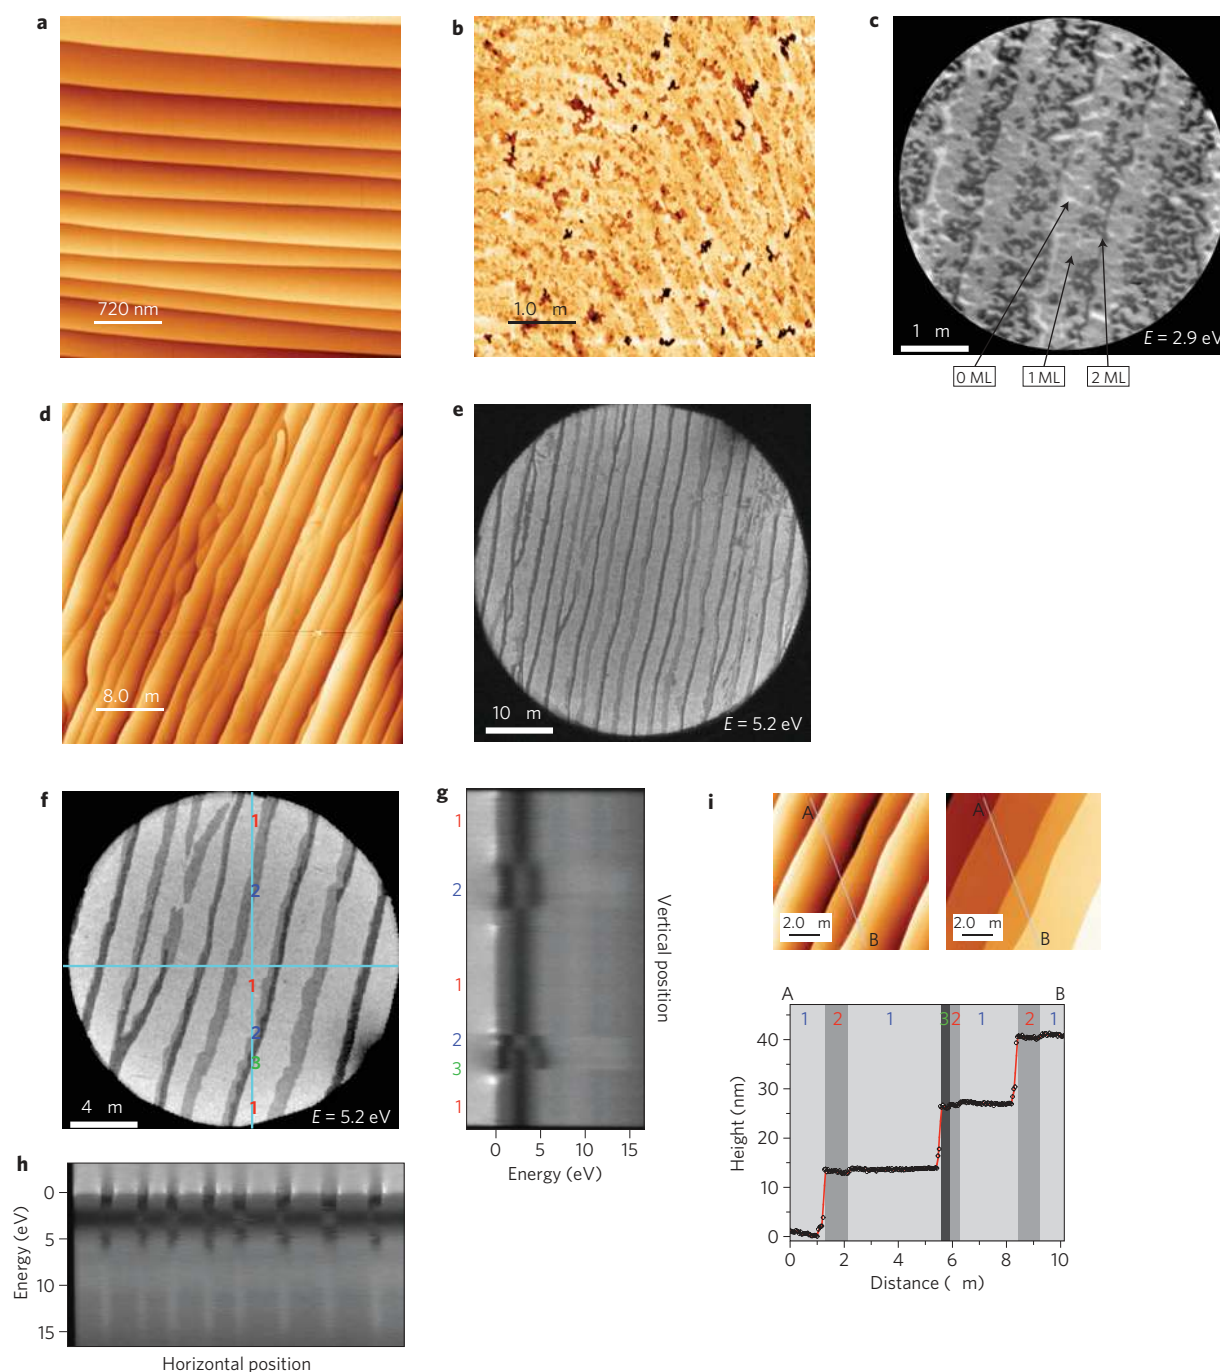 a
720 nm
b
1.0 m
c
1 m
E = 2.9 eV
0 ML
1 ML
2 ML
d
8.0 m
e
10 m
E = 5.2 eV
f
1
2
1
2
3
1
4 m
E = 5.2 eV
g
1
2
1
2
3
1
Vertical position
0 5 10 15
Energy (eV)
h
0
5
10
15
Energy (eV)
Horizontal position
i
A
B
2.0 m
A
B
2.0 m
A B
1 2 1 3 2 1 2 1
40
30
20
10
0
Height (nm)
0 2 4 6 8 10
Distance ( m)